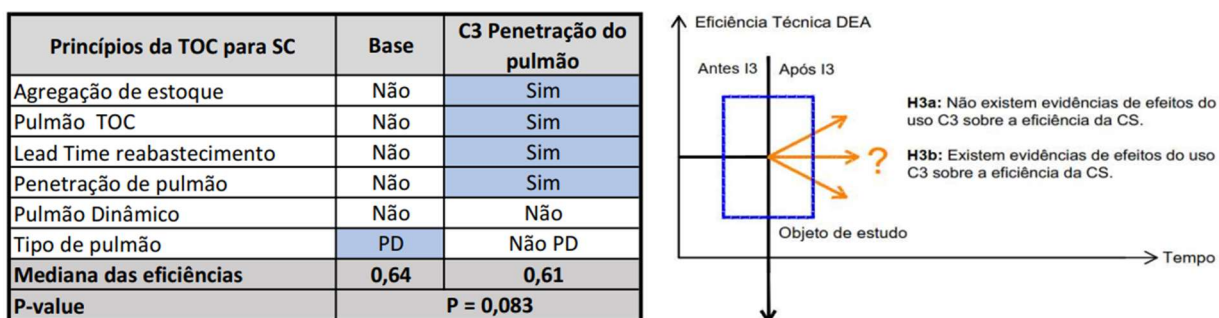 Princípios da TOC para SC Base C3 Penetração do
pulmão
Agregação de estoque Não Sim
Pulmão TOC Não Sim
Lead Time reabastecimento Não Sim
Penetração de pulmão Não Sim
Pulmão Dinâmico Não Não
Tipo de pulmão PD Não PD
Mediana das eficiências 0,64 0,61
P-value P = 0,083
Eficiência Técnica DEA
Antes I3 Após I3
H3a: Não existem evidências de efeitos do
uso C3 sobre a eficiência da CS.
?
H3b: Existem evidências de efeitos do uso
C3 sobre a eficiência da CS.
Objeto de estudo
Tempo